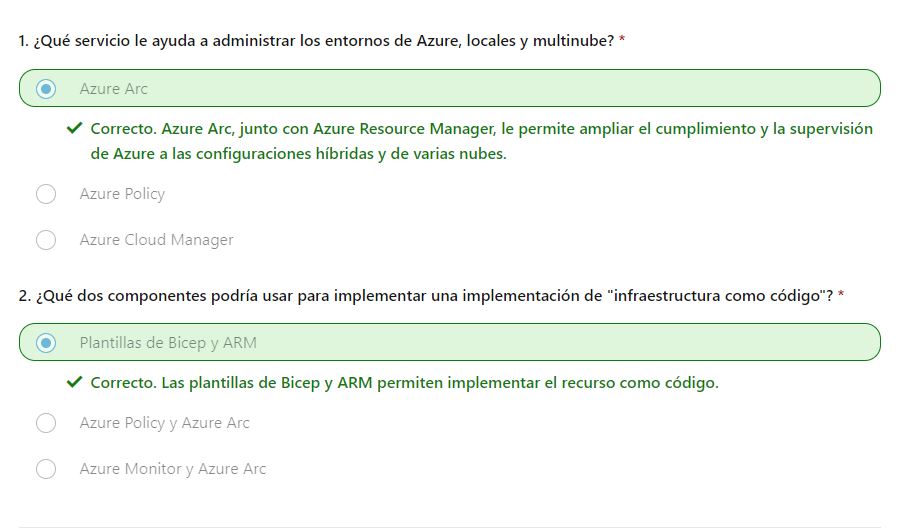 1. ¿Qué servicio le ayuda a administrar los entornos de Azure, locales y multinube? *
Azure Arc
Correcto. Azure Arc, junto con Azure Resource Manager, le permite ampliar el cumplimiento y la supervisión
de Azure a las configuraciones híbridas y de varias nubes.
Azure Policy
Azure Cloud Manager
2. ¿Qué dos componentes podría usar para implementar una implementación de "infraestructura como código"? *
Plantillas de Bicep y ARM
Correcto. Las plantillas de Bicep y ARM permiten implementar el recurso como código.
Azure Policy y Azure Arc
Azure Monitor y Azure Arc